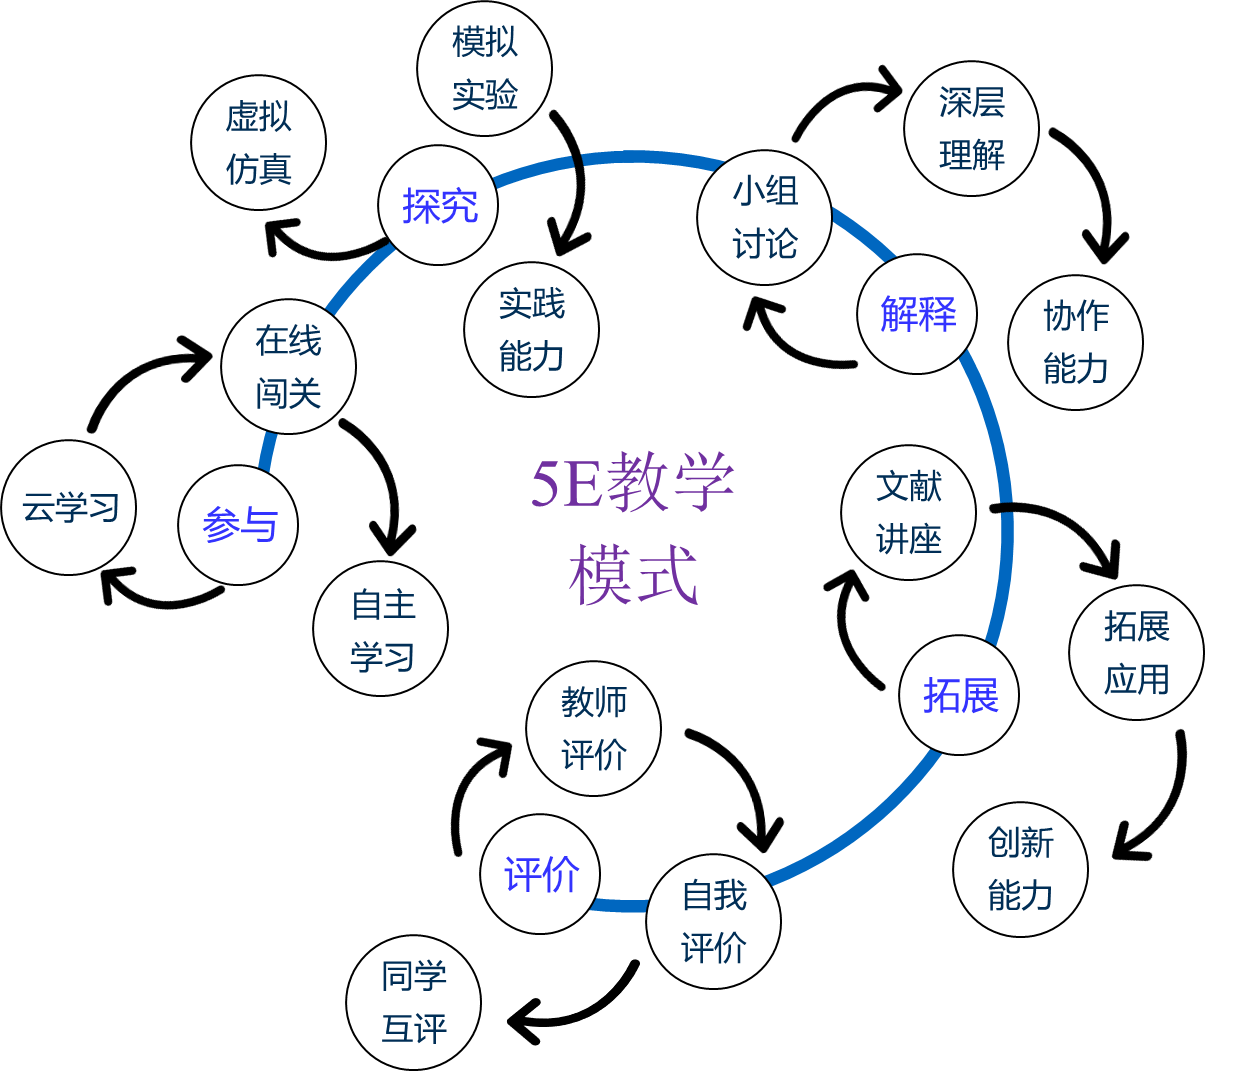 模拟
实验
虚拟
仿真
探究
深层
理解
小组
讨论
解释
协作
能力
实践
能力
在线
闯关
云学习
参与
自主
学习
5E教学
模式
文献
讲座
拓展
拓展
应用
创新
能力
教师
评价
评价
自我
评价
同学
互评